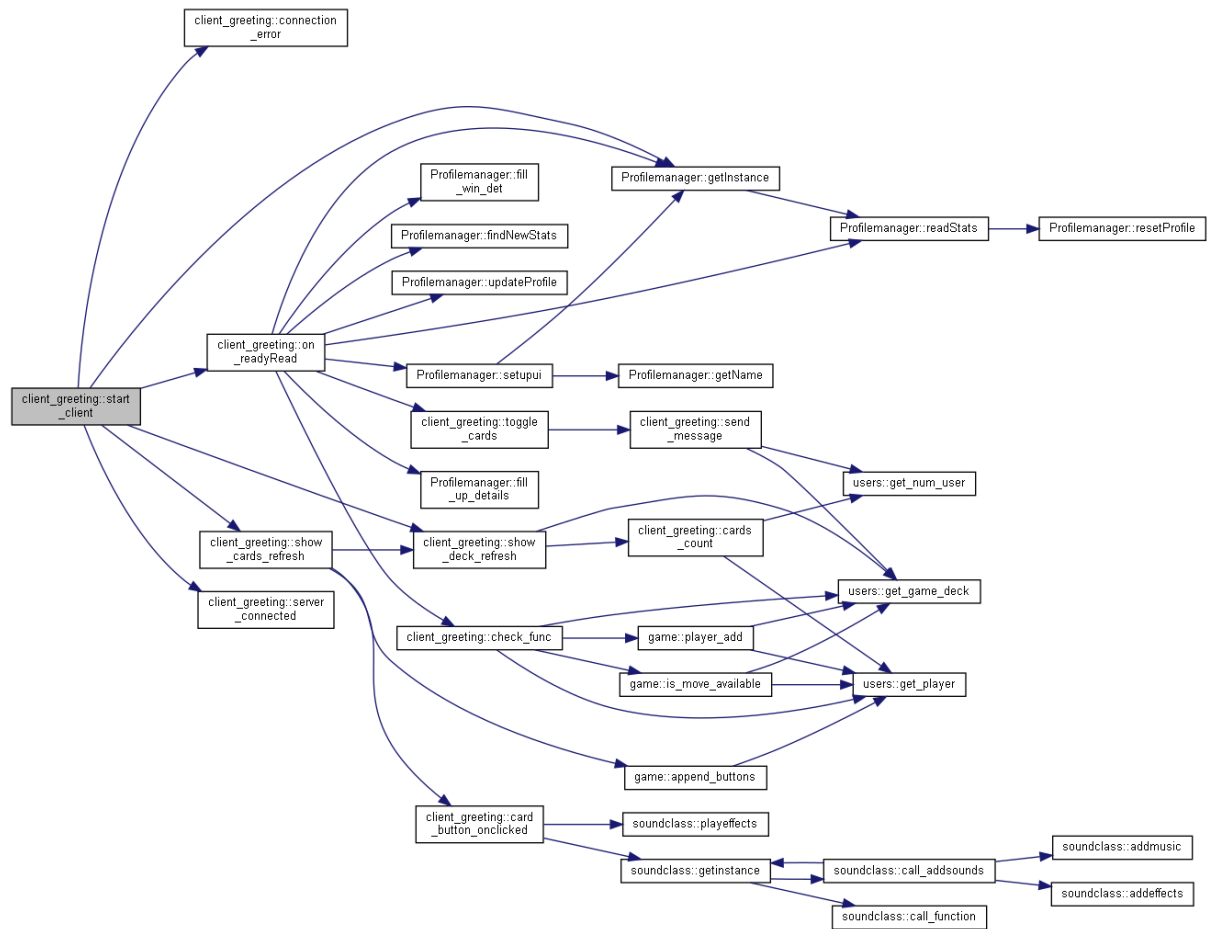 client_greeting::connection
_error
Profilemanager::fill
_win_det
Profilemanager::getInstance
Profilemanager::findNewStats
Profilemanager::readStats
Profilemanager::resetProfile
Profilemanager::updateProfile
client_greeting::on
_readyRead
Profilemanager::setupui
Profilemanager::getName
client_greeting::start
_client
client_greeting::toggle
_cards
client_greeting::send
_message
Profilemanager::fill
_up_details
users::get_num_user
client_greeting::show
_cards_refresh
client_greeting::show
_deck_refresh
client_greeting::cards
_count
client_greeting::server
_connected
users::get_game_deck
client_greeting::check_func
game::player_add
game::is_move_available
users::get_player
game::append_buttons
client_greeting::card
_button_onclicked
soundclass::playeffects
soundclass::getinstance
soundclass::call_addsounds
soundclass::addmusic
soundclass::addeffects
soundclass::call_function